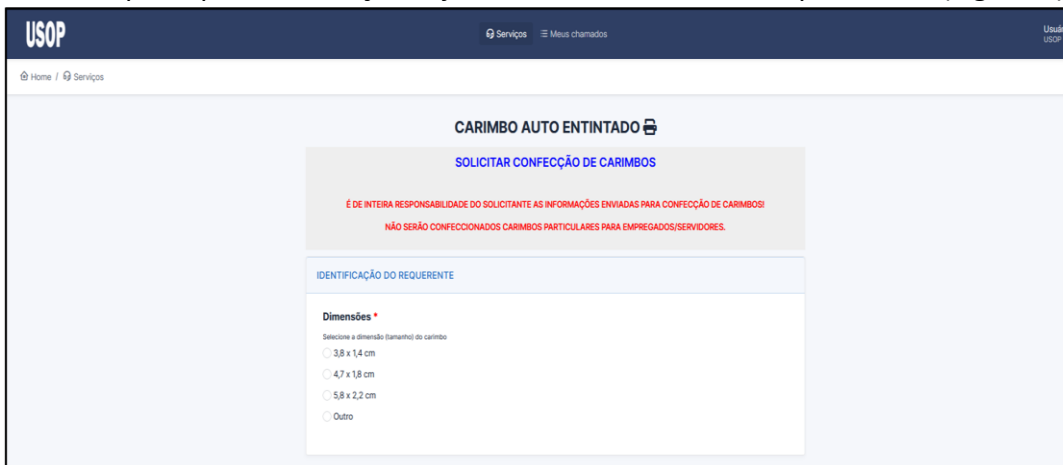 USOP
Serviços Meus chamados
USOP
Home / Serviços
CARIMBO AUTO ENTINTADO
SOLICITAR CONFECÇÃO DE CARIMBOS
É DE INTEIRA RESPONSABILIDADE DO SOLICITANTE AS INFORMAÇÕES ENVIADAS PARA CONFECÇÃO DE CARIMBOS!
NÃO SERÃO CONFECCIONADOS CARIMBOS PARTICULARES PARA EMPREGADOS/SERVIDORES.
IDENTIFICAÇÃO DO REQUERENTE
Dimensões *
Selecione a dimensão (tamanho) do carimbo
3,8 x 1,4 cm
4,7 x 1,8 cm
5,8 x 2,2 cm
Outro